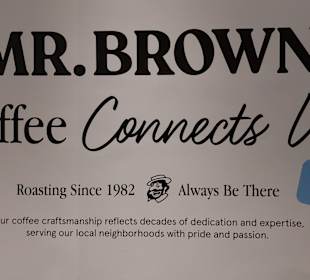 MR. BROWN
ffee Connects
Roasting Since 1982 Always Be There
ur coffee craftsmanship reflects decades of dedication and expertise,
serving our local neighborhoods with pride and passion.